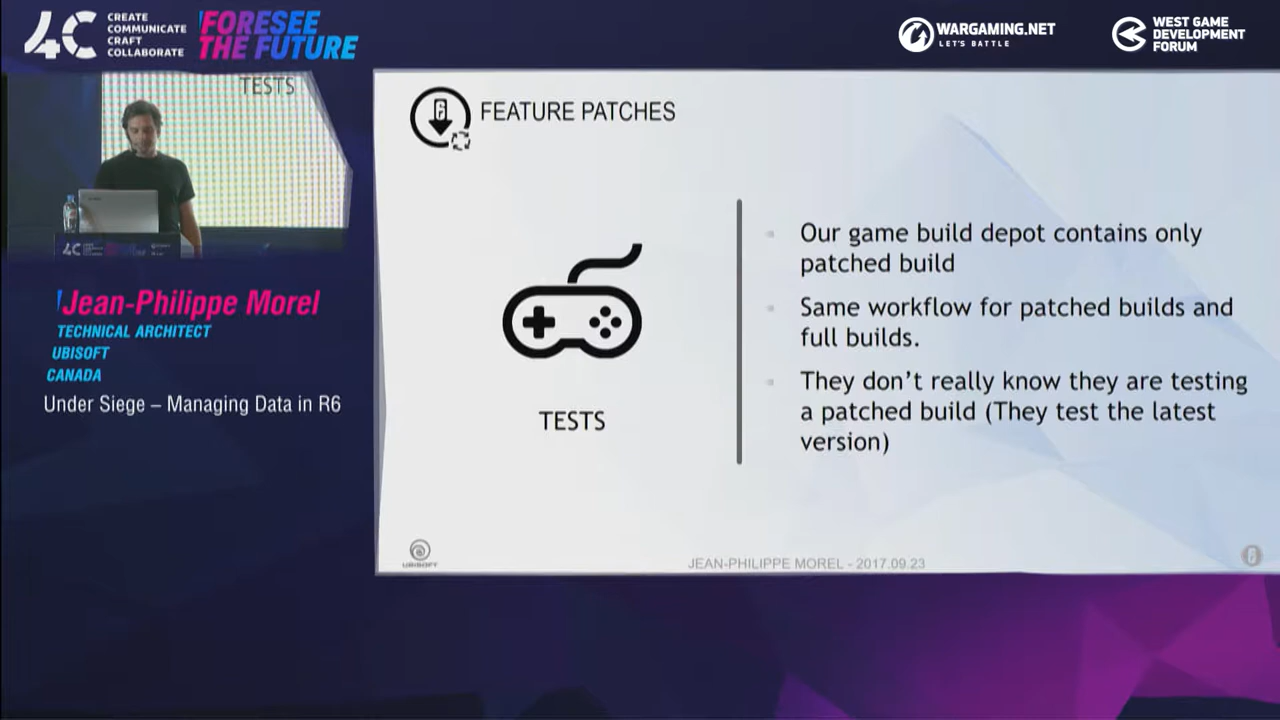 4C
CREATE
COMMUNICATE
CRAFT
COLLABORATE
FORESEE
THE FUTURE
WARGAMING.NET
LET'S BATTLE
WEST GAME
DEVELOPMENT
FORUM
TESTS
4C
Jean-Philippe Morel
TECHNICAL ARCHITECT
UBISOFT
CANADA
Under Siege – Managing Data in R6
FEATURE PATCHES
TESTS
Our game build depot contains only
patched build
Same workflow for patched builds and
full builds.
They don't really know they are testing
a patched build (They test the latest
version)
UBISOFT
JEAN-PHILIPPE MOREL - 2017.09.23
6